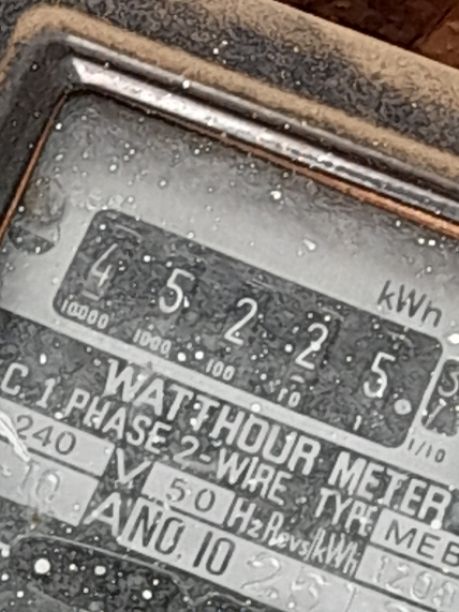 kWh
4 5 2 2 5
10000 1000 100 10 1 1/10
WATTHOUR METER
C. 1 PHASE 2-WIRE TYPE MEB
240 V 50 Hz Revs/kWh
10 A NO. 10